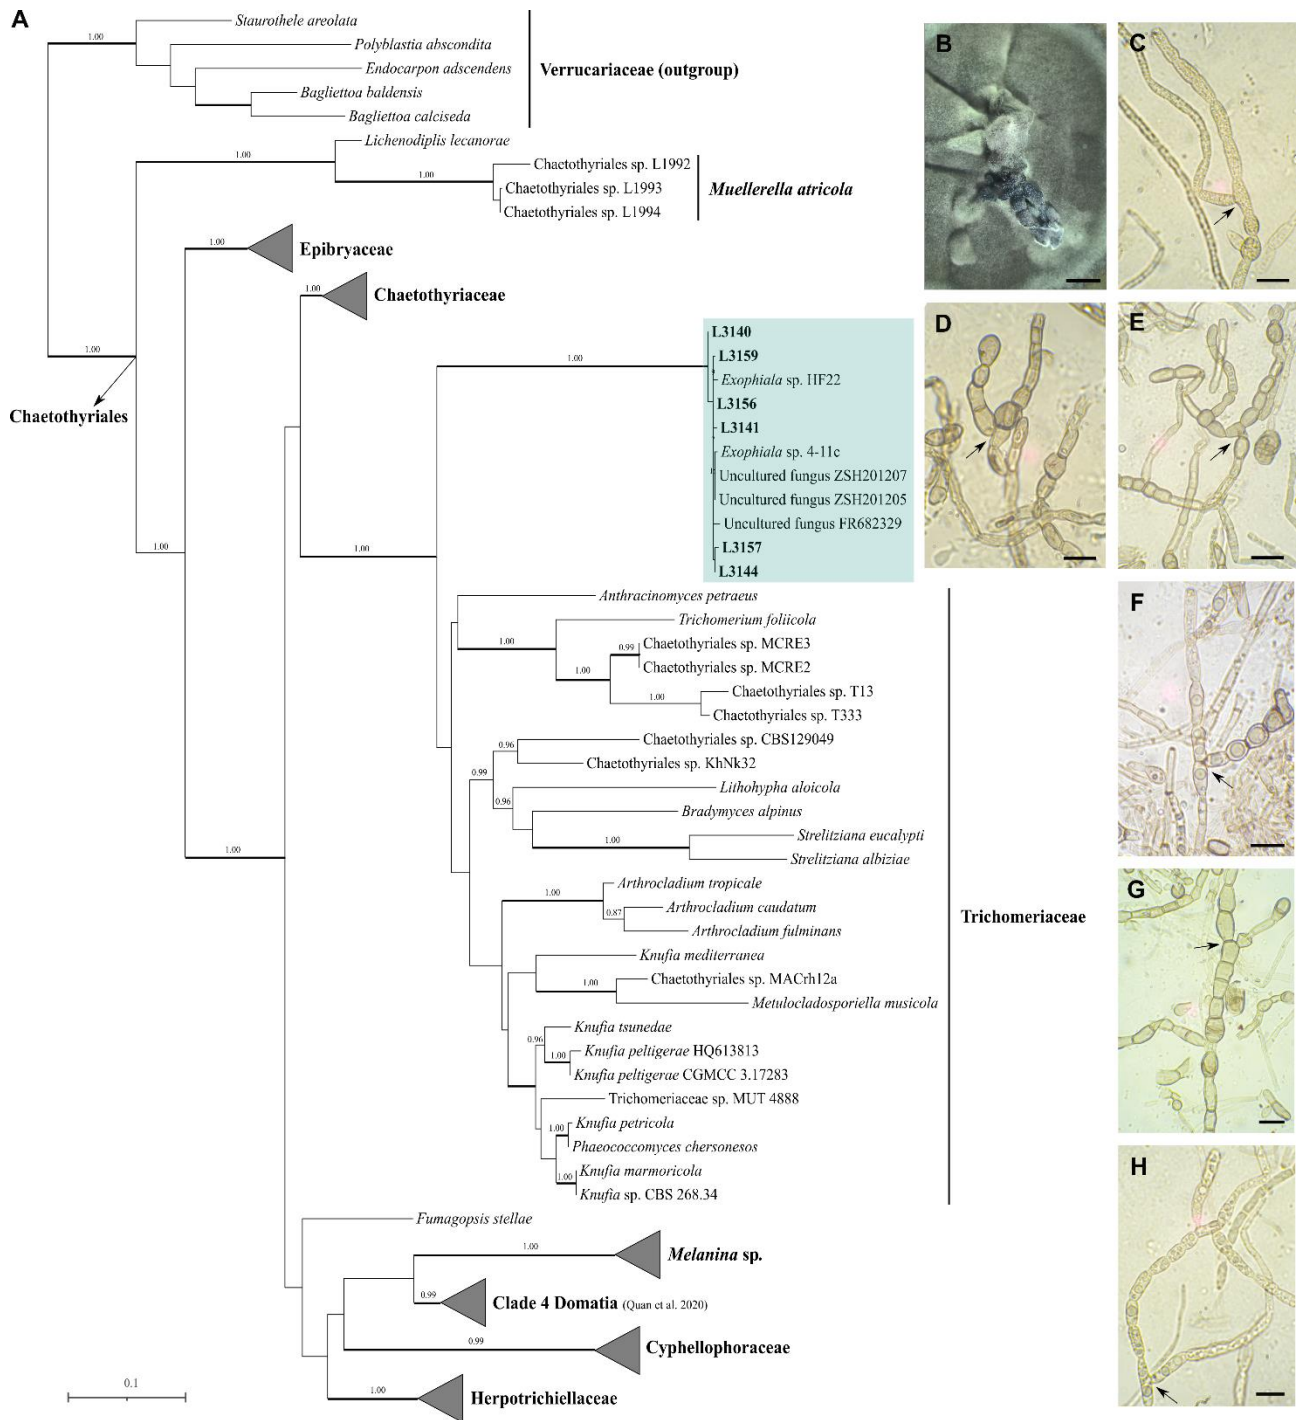 A
1.00
Staurothele areolata
Polyblastia abscondita
Endocarpon adscendens
Verrucariaceae (outgroup)
Bagliettoa baldensis
Bagliettoa calciseda
Lichenodiplis lecanorae
1.00
Chaetothyriales sp. L1992
1.00
Chaetothyriales sp. L1993
Muellerella atricola
Chaetothyriales sp. L1994
1.00
Epibryaceae
1.00
Chaetothyriaceae
1.00
Chaetothyriales
L3140
1.00
L3159
Exophiala sp. HF22
L3156
L3141
Exophiala sp. 4-11c
Uncultured fungus ZSH201207
Uncultured fungus ZSH201205
Uncultured fungus FR682329
1.00
1.00
L3157
L3144
Anthracinomyces petraeus
Trichomerium foliicola
1.00
0.99
Chaetothyriales sp. MCRE3
Chaetothyriales sp. MCRE2
1.00
1.00
Chaetothyriales sp. T13
Chaetothyriales sp. T333
Chaetothyriales sp. CBS129049
0.96
Chaetothyriales sp. KhNk32
0.99
Lithohypha aloicola
0.96
Bradymyces alpinus
1.00
Strelitziana eucalypti
1.00
Strelitziana albiziae
Arthrocladium tropicale
1.00
Arthrocladium caudatum
0.87
Arthrocladium fulminans
Trichomeriaceae
Knufia mediterranea
Chaetothyriales sp. MACrh12a
1.00
Metulocladosporiella musicola
Knufia tsunedae
0.96
Knufia peltigerae HQ613813
1.00
Knufia peltigerae CGMCC 3.17283
Trichomeriaceae sp. MUT 4888
Knufia petricola
1.00
Phaeococcomyces chersonesos
Knufia marmoricola
1.00
Knufia sp. CBS 268.34
Fumagopsis stellae
1.00
Melanina sp.
0.99
Clade 4 Domatia (Quan et al. 2020)
0.99
Cyphellophoraceae
1.00
Herpotrichiellaceae
0.1
B
C
D
E
F
G
H